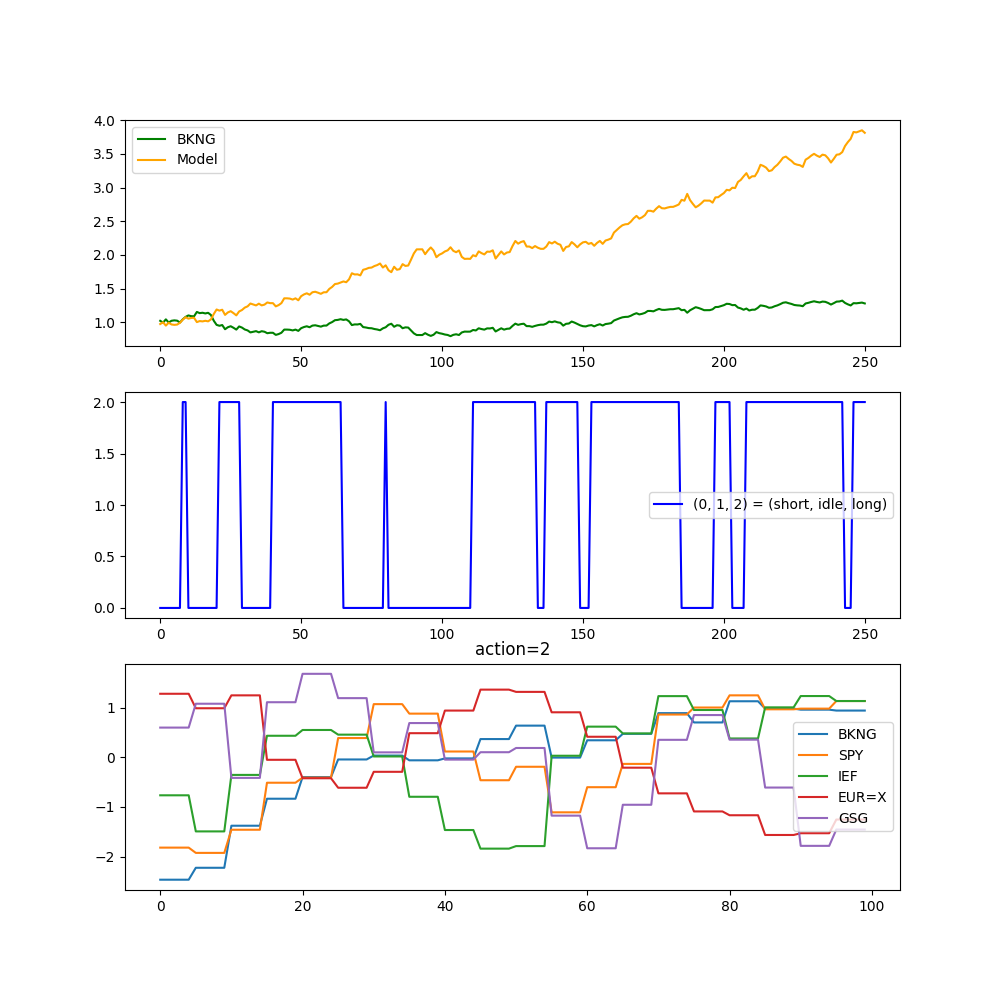 4.0
3.5
3.0
2.5
2.0
1.5
1.0
BKNG
Model
0 50 100 150 200 250
2.0
1.5
1.0
0.5
0.0
(0, 1, 2) = (short, idle, long)
0 50 100 150 200 250
action=2
1
0
−1
−2
BKNG
SPY
IEF
EUR=X
GSG
0 20 40 60 80 100